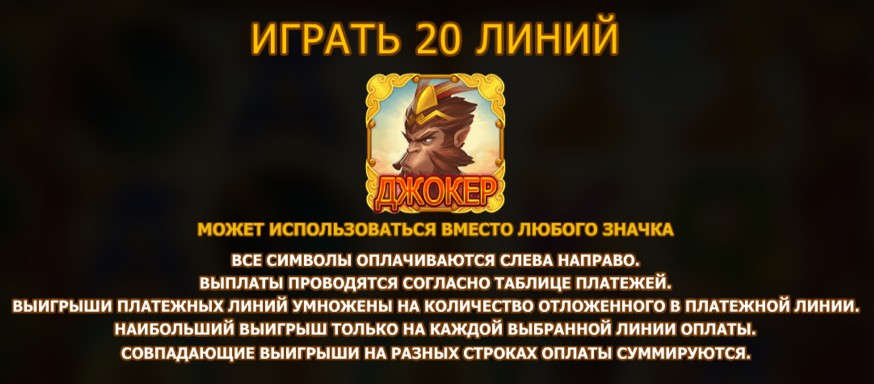 ИГРАТЬ 20 ЛИНИЙ
ДЖОКЕР
МОЖЕТ ИСПОЛЬЗОВАТЬСЯ ВМЕСТО ЛЮБОГО ЗНАЧКА
ВСЕ СИМВОЛЫ ОПЛАЧИВАЮТСЯ СЛЕВА НАПРАВО.
ВЫПЛАТЫ ПРОВОДЯТСЯ СОГЛАСНО ТАБЛИЦЕ ПЛАТЕЖЕЙ.
ВЫИГРЫШИ ПЛАТЕЖНЫХ ЛИНИЙ УМНОЖЕНЫ НА КОЛИЧЕСТВО ОТЛОЖЕННОГО В ПЛАТЕЖНОЙ ЛИНИИ.
НАИБОЛЬШИЙ ВЫИГРЫШ ТОЛЬКО НА КАЖДОЙ ВЫБРАННОЙ ЛИНИИ ОПЛАТЫ.
СОВПАДАЮЩИЕ ВЫИГРЫШИ НА РАЗНЫХ СТРОКАХ ОПЛАТЫ СУММИРУЮТСЯ.